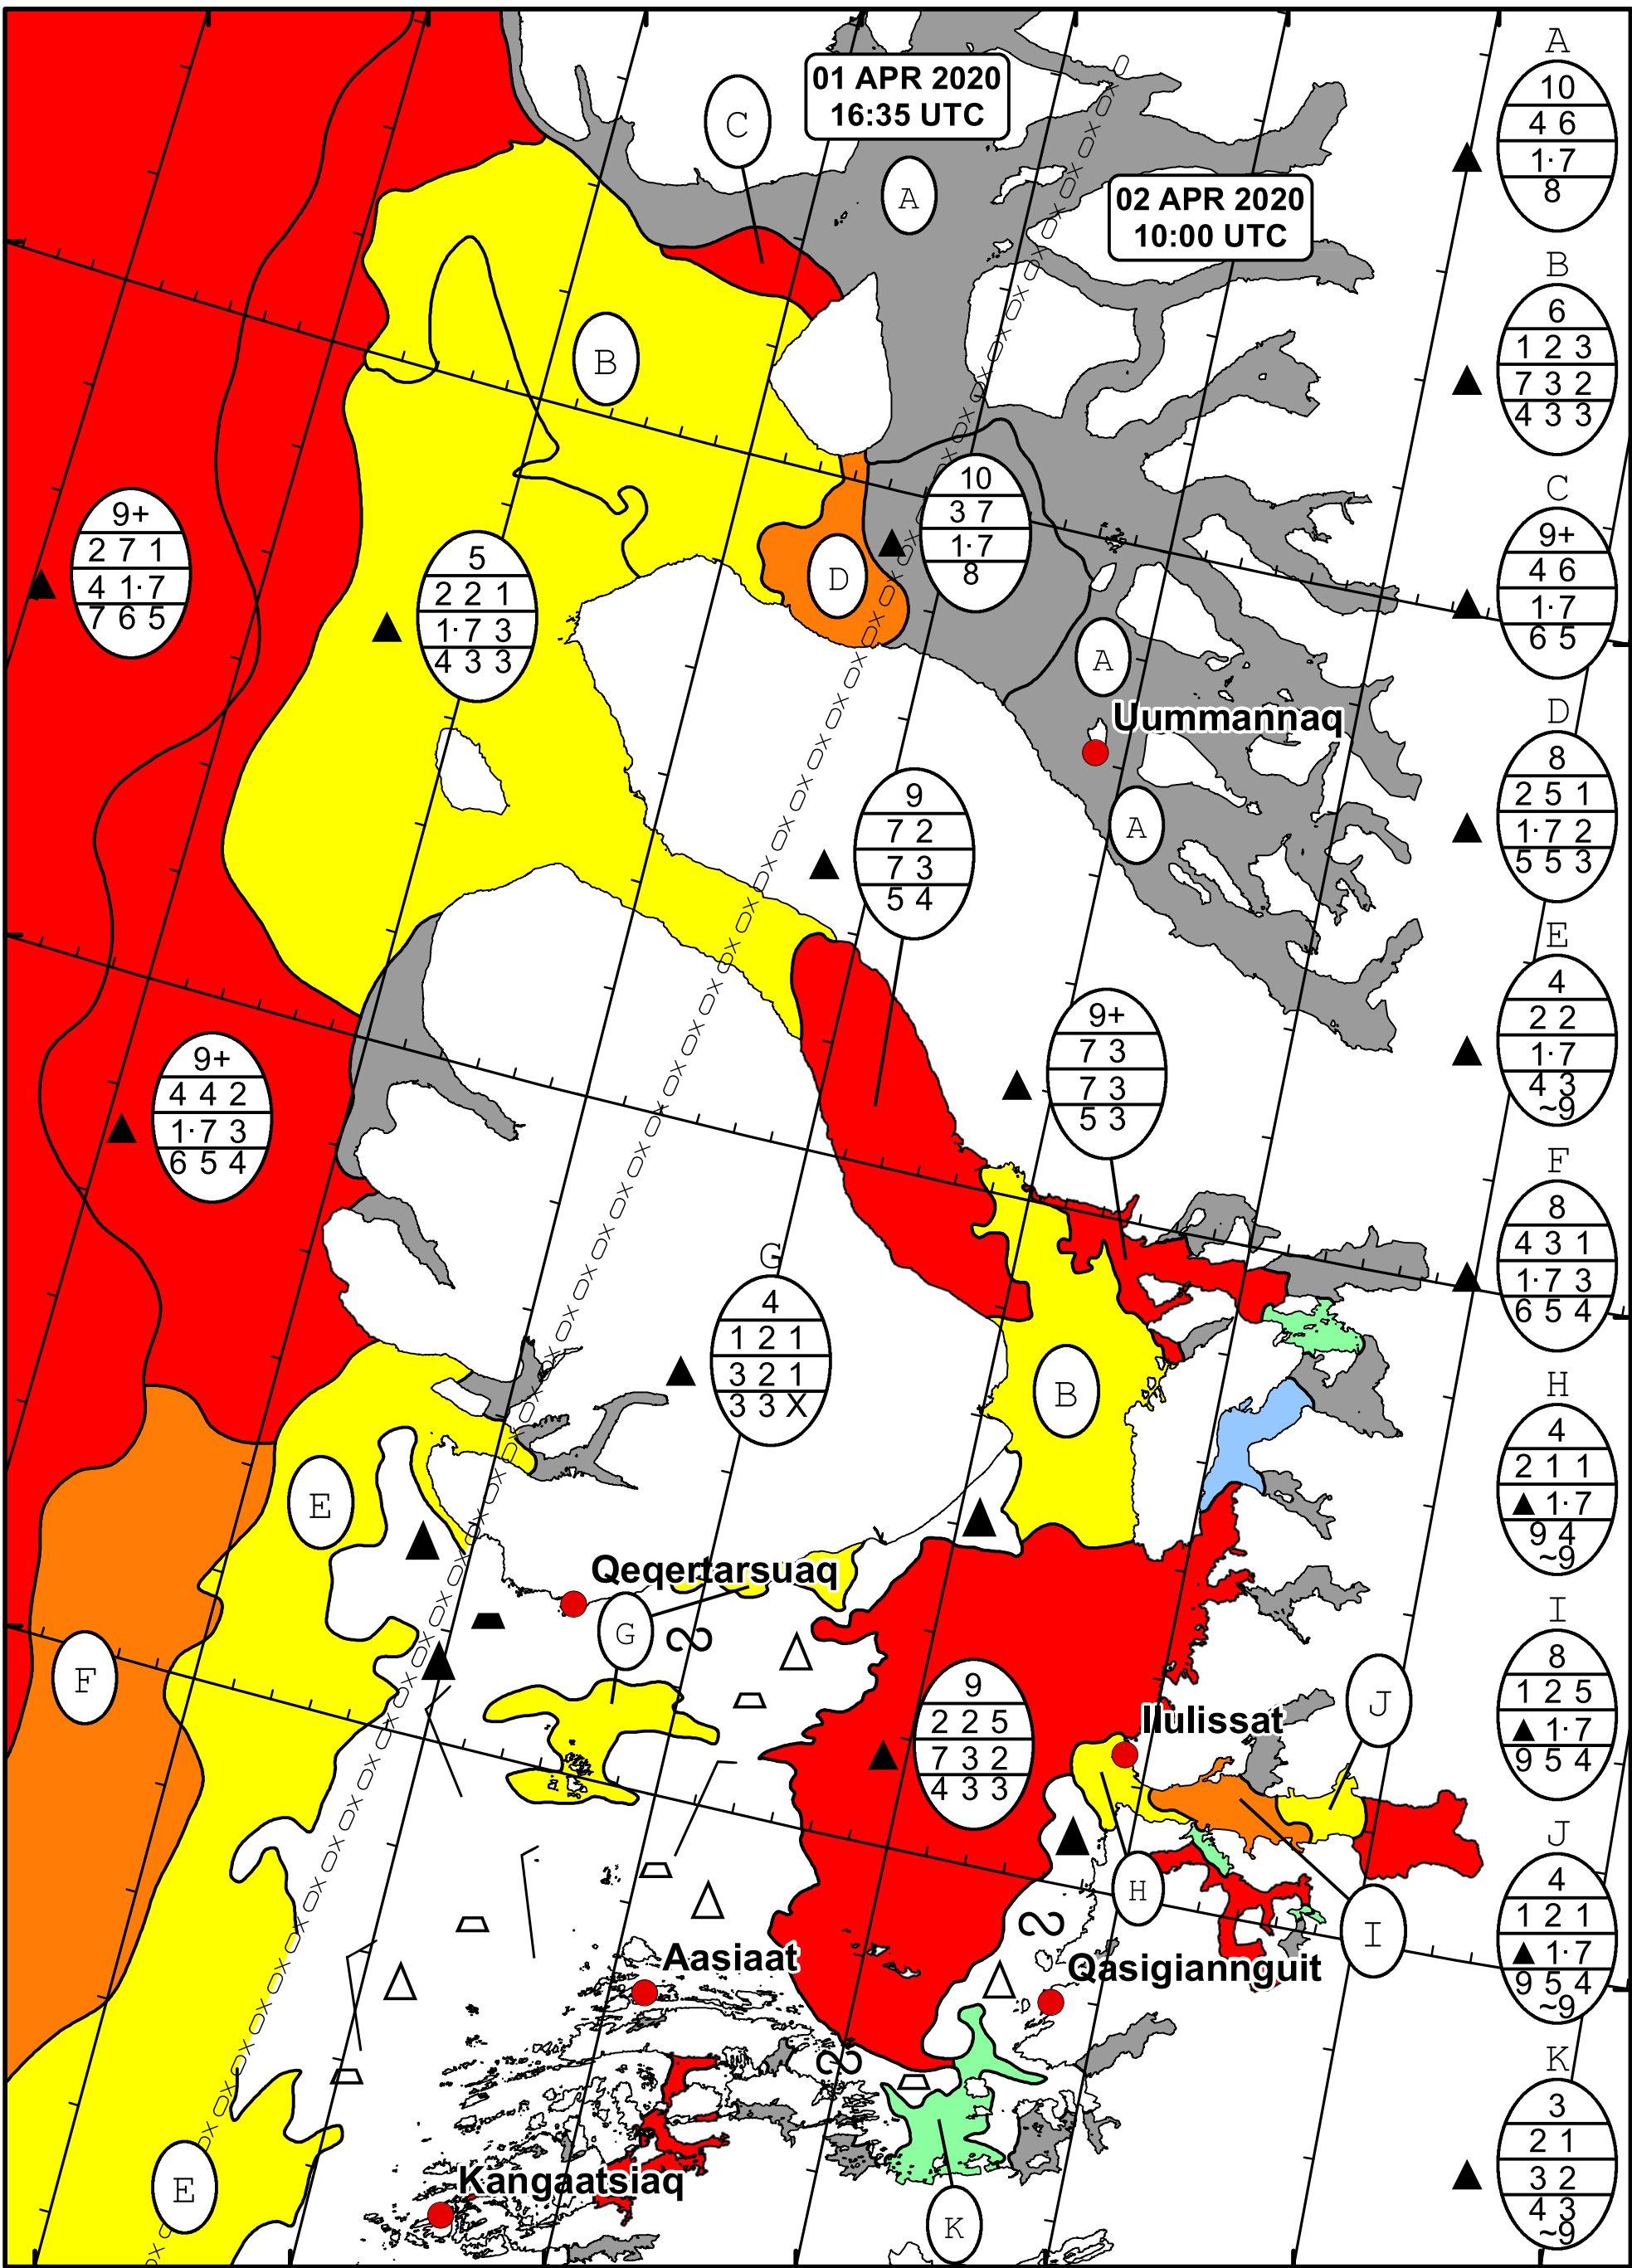 01 APR 2020
16:35 UTC
02 APR 2020
10:00 UTC
C
A
B
D
A
A
Uummannaq
9+
2 7 1
4 1· 7
7 6 5
5
2 2 1
1· 7 3
4 3 3
10
3 7
1· 7
8
9
7 2
7 3
5 4
9+
7 3
7 3
5 3
9+
4 4 2
1· 7 3
6 5 4
G
4
1 2 1
3 2 1
3 3 X
B
E
F
Qeqertarsuaq
G
9
2 2 5
7 3 2
4 3 3
Ilulissat
J
H
I
Aasiaat
Qasigiannguit
Kangaatsiaq
E
K
A
10
4 6
1· 7
8
B
6
1 2 3
7 3 2
4 3 3
C
9+
4 6
1· 7
6 5
D
8
2 5 1
1· 7 2
5 5 3
E
4
2 2
1· 7
4 3
~9
F
8
4 3 1
1· 7 3
6 5 4
H
4
2 1 1
▲ 1· 7
9 4
~9
I
8
1 2 5
▲ 1· 7
9 5 4
J
4
1 2 1
▲ 1· 7
9 5 4
~9
K
3
2 1
3 2
4 3
~9